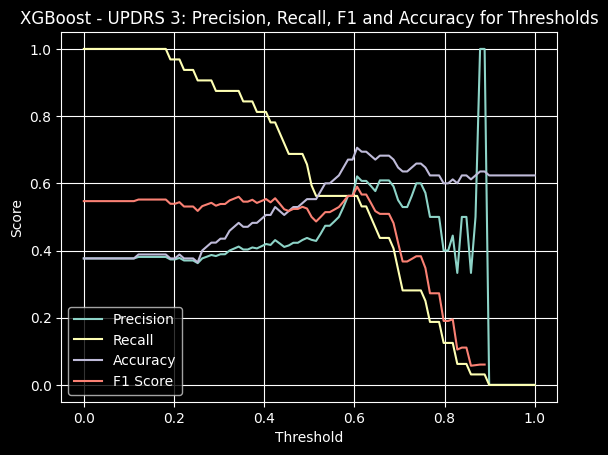 XGBoost - UPDRS 3: Precision, Recall, F1 and Accuracy for Thresholds
1.0
0.8
0.6
0.4
0.2
0.0
Score
Precision
Recall
Accuracy
F1 Score
0.0 0.2 0.4 0.6 0.8 1.0
Threshold